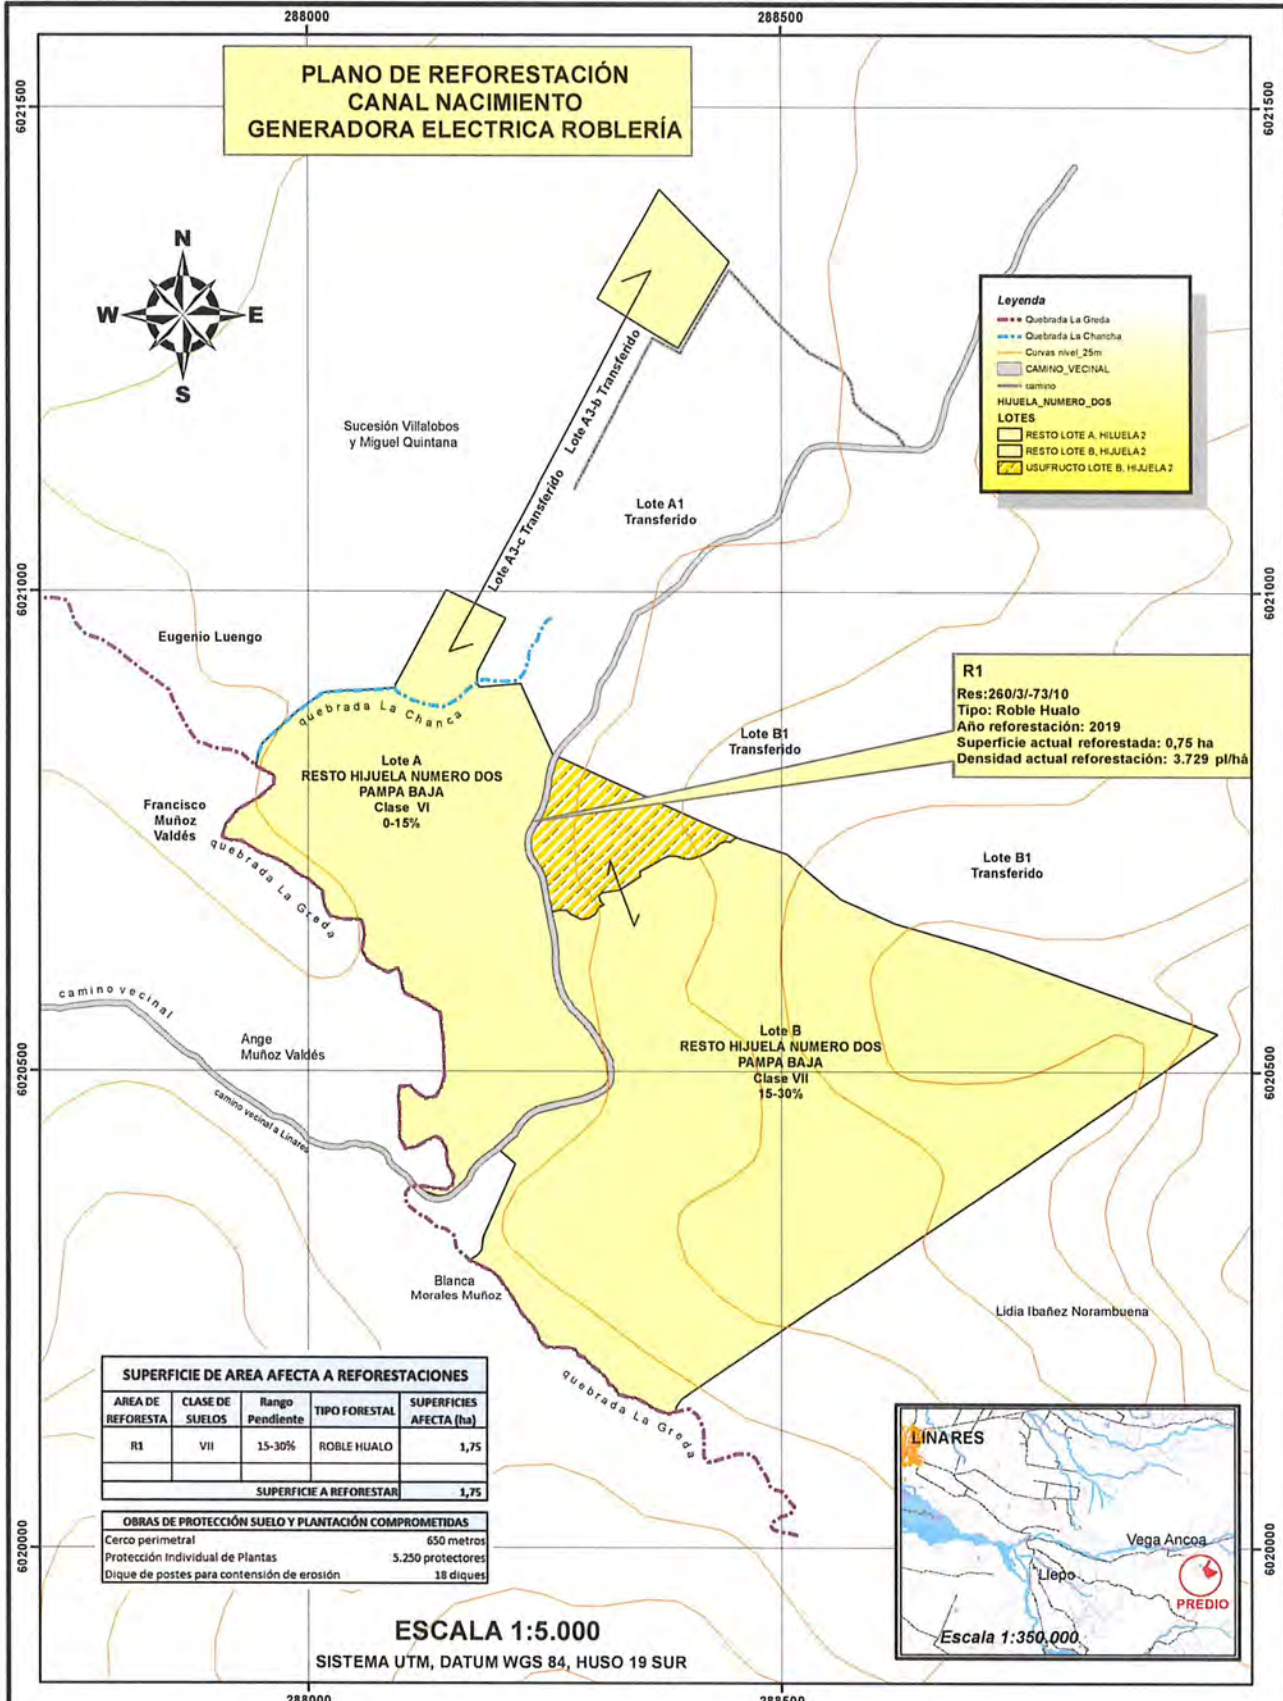 288000
288500
PLANO DE REFORESTACIÓN
CANAL NACIMIENTO
GENERADORA ELECTRICA ROBLERÍA
6021500
6021500
N
W
E
S
Leyenda
Quebrada La Greda
Quebrada La Chancha
Curvas nivel_25m
CAMINO_VECINAL
camino
HIJUELA_NUMERO_DOS
LOTES
RESTO LOTE A, HILUELA 2
RESTO LOTE B, HIJUELA 2
USUFRUCTO LOTE B, HIJUELA 2
Lote A3-b Transferido
Lote A3-c Transferido
Sucesión Villalobos
y Miguel Quintana
Lote A1
Transferido
6021000
6021000
Eugenio Luengo
quebrada La Chanca
R1
Res:260/3/-73/10
Tipo: Roble Hualo
Año reforestación: 2019
Superficie actual reforestada: 0,75 ha
Densidad actual reforestación: 3.729 pl/há
Lote B1
Transferido
Lote A
RESTO HIJUELA NUMERO DOS
PAMPA BAJA
Clase VI
0-15%
Francisco
Muñoz
Valdés
quebrada La Greda
Lote B1
Transferido
camino vecinal
Ange
Muñoz Valdés
camino vecinal a Linares
Lote B
RESTO HIJUELA NUMERO DOS
PAMPA BAJA
Clase VII
15-30%
6020500
6020500
Blanca
Morales Muñoz
Lidia Ibañez Norambuena
quebrada La Greda
SUPERFICIE DE AREA AFECTA A REFORESTACIONES
AREA DE REFORESTA CLASE DE SUELOS Rango Pendiente TIPO FORESTAL SUPERFICIES AFECTA (ha)
R1 VII 15-30% ROBLE HUALO 1,75
SUPERFICIE A REFORESTAR 1,75
OBRAS DE PROTECCIÓN SUELO Y PLANTACIÓN COMPROMETIDAS
Cerco perimetral 650 metros
Protección Individual de Plantas 5.250 protectores
Dique de postes para contensión de erosión 18 diques
6020000
6020000
LINARES
Vega Ancoa
Llepo
PREDIO
Escala 1:350.000
ESCALA 1:5.000
SISTEMA UTM, DATUM WGS 84, HUSO 19 SUR
288000
288500